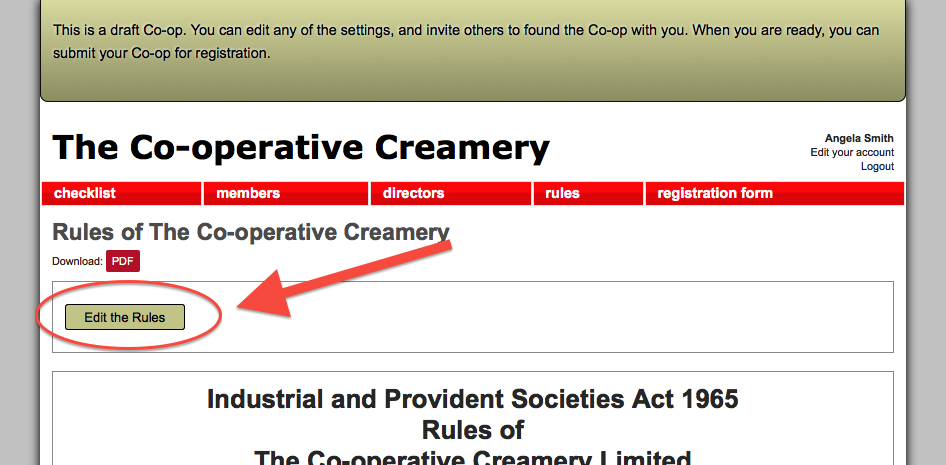 This is a draft Co-op. You can edit any of the settings, and invite others to found the Co-op with you. When you are ready, you can
submit your Co-op for registration.
The Co-operative Creamery
Angela Smith
Edit your account
Logout
checklist members directors rules registration form
Rules of The Co-operative Creamery
Download: PDF
Edit the Rules
Industrial and Provident Societies Act 1965
Rules of
The Co-operative Creamery Limited